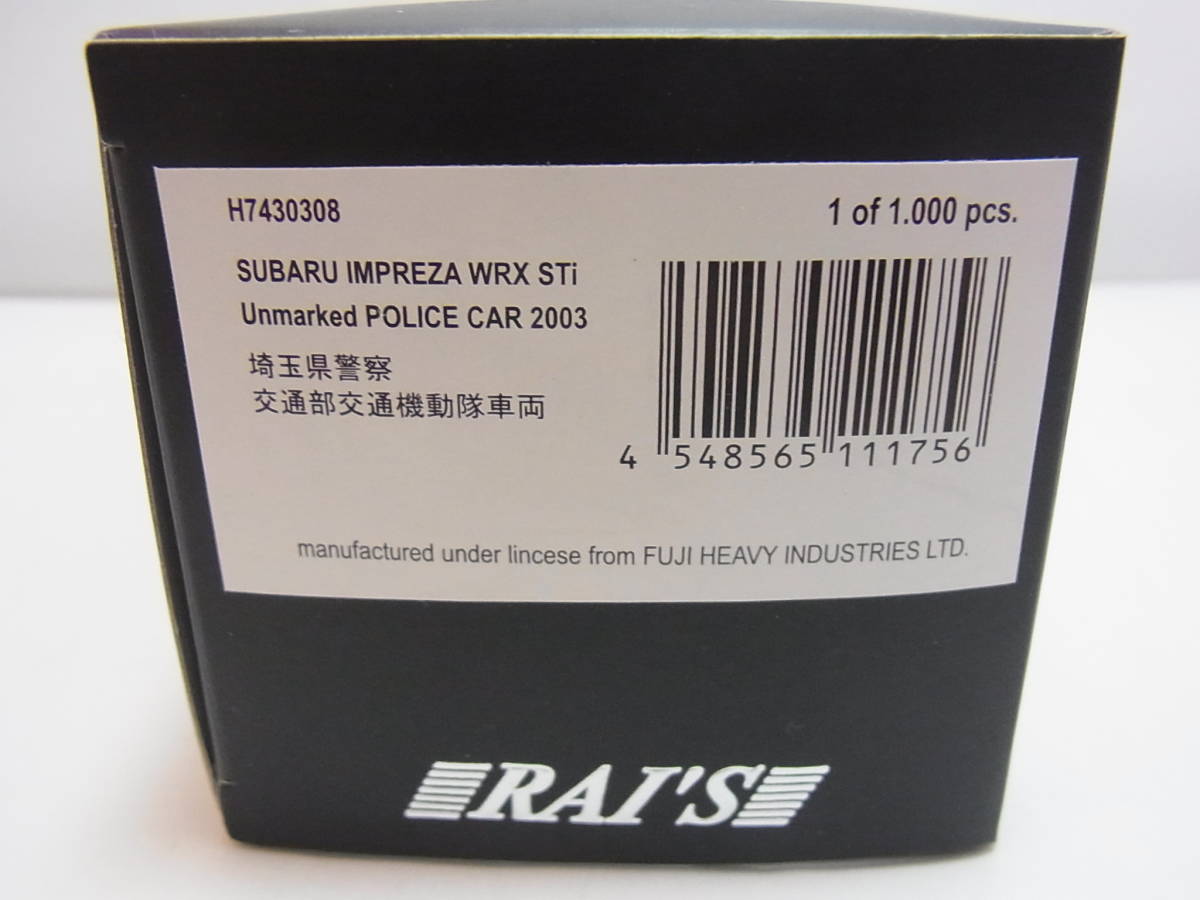 H7430308
1 of 1.000 pcs.
SUBARU IMPREZA WRX STi
Unmarked POLICE CAR 2003
埼玉県警察
交通部交通機動隊車両
4 548565 111756
manufactured under lincese from FUJI HEAVY INDUSTRIES LTD.
RAI'S